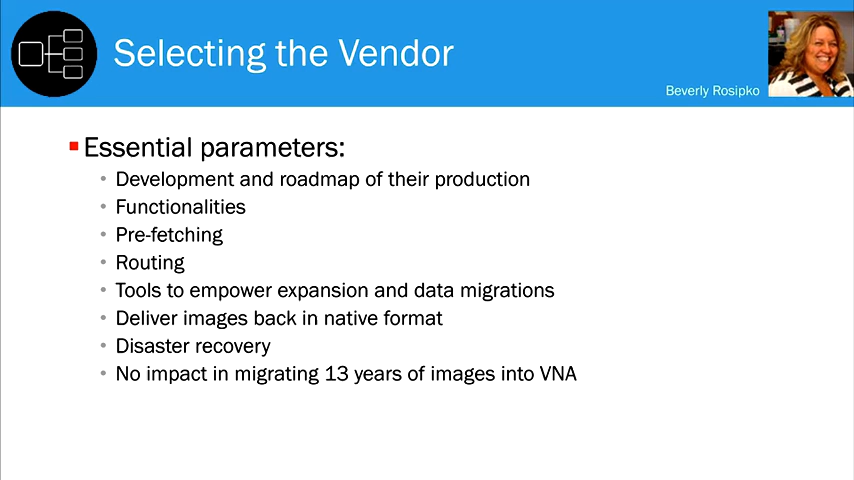 Selecting the Vendor
Beverly Rosipko
Essential parameters:
Development and roadmap of their production
Functionalities
Pre-fetching
Routing
Tools to empower expansion and data migrations
Deliver images back in native format
Disaster recovery
No impact in migrating 13 years of images into VNA